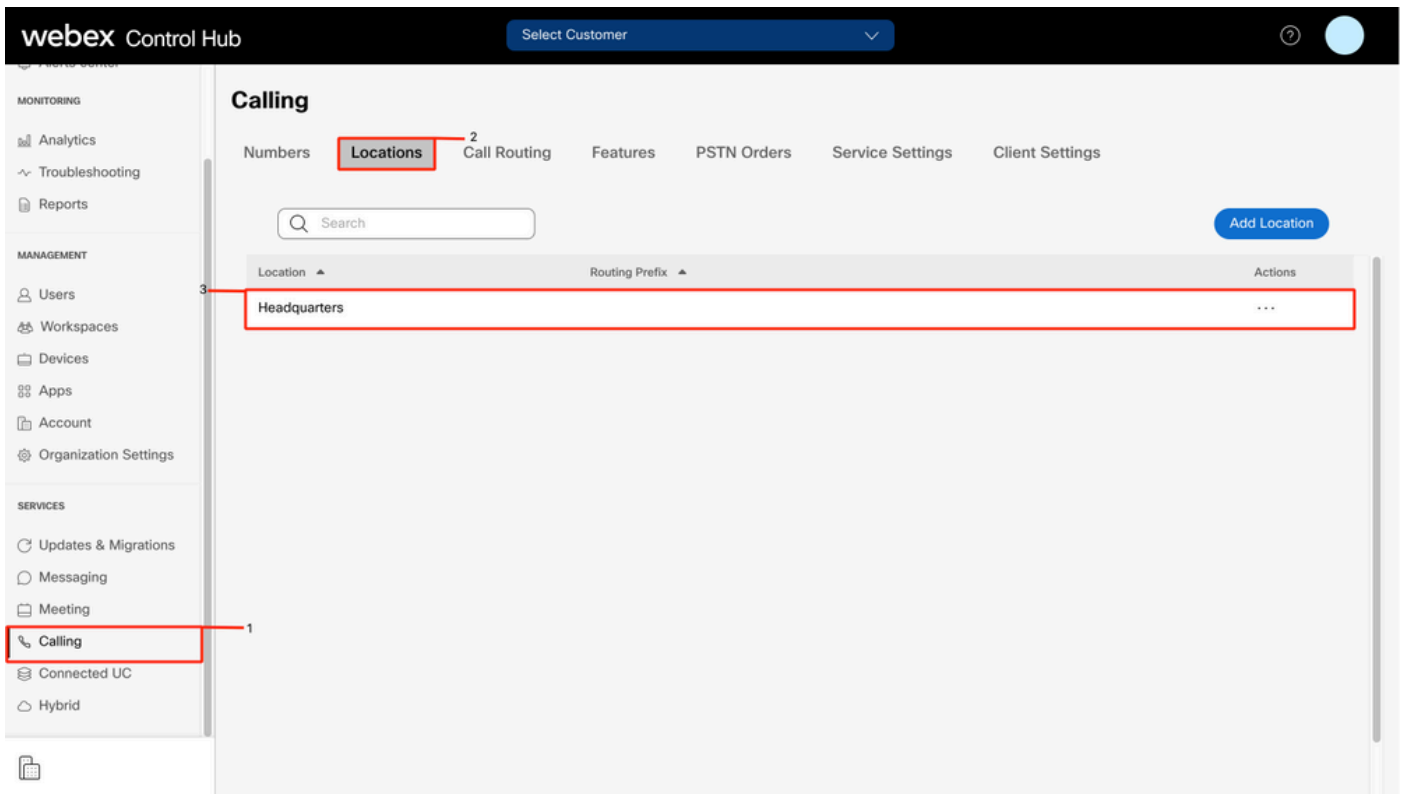 webex Control Hub
Select Customer
Alerts center
MONITORING
Analytics
Troubleshooting
Reports
MANAGEMENT
Users
Workspaces
Devices
Apps
Account
Organization Settings
SERVICES
Updates & Migrations
Messaging
Meeting
Calling
Connected UC
Hybrid
1
Calling
Numbers Locations 2 Call Routing Features PSTN Orders Service Settings Client Settings
Search
Add Location
Location Routing Prefix Actions
3
Headquarters ...